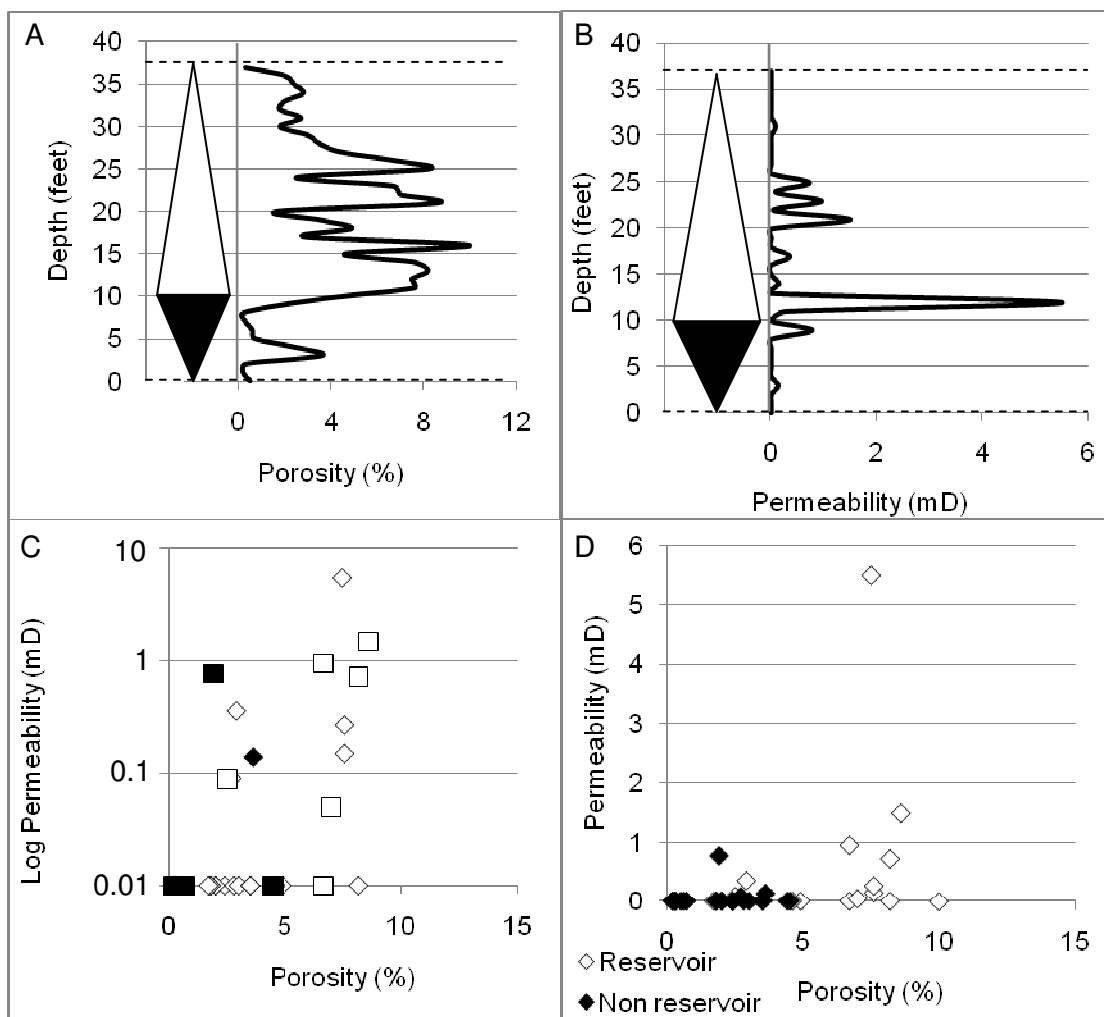 A
40
35
30
25
20
15
10
5
0
Depth (feet)
0 4 8 12
Porosity (%)
B
40
35
30
25
20
15
10
5
0
Depth (feet)
0 2 4 6
Permeability (mD)
C
10
1
0.1
0.01
Log Permeability (mD)
0 5 10 15
Porosity (%)
D
6
5
4
3
2
1
0
Permeability (mD)
0 5 10 15
Porosity (%)
Reservoir
Non reservoir